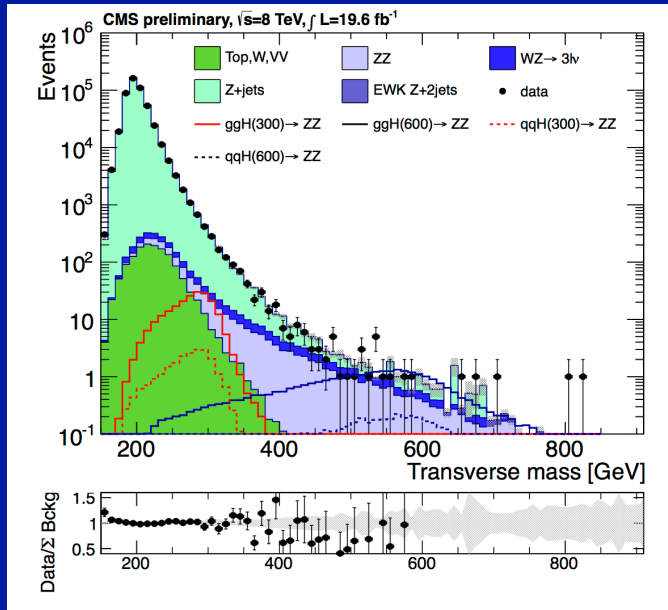 CMS preliminary, √s=8 TeV,∫ L=19.6 fb⁻¹
Events
10⁶
10⁵
10⁴
10³
10²
10
1
10⁻¹
Top,W,VV
ZZ
WZ→ 3lν
Z+jets
EWK Z+2jets
data
ggH(300)→ ZZ
ggH(600)→ ZZ
qqH(300)→ ZZ
qqH(600)→ ZZ
200 400 600 800
Transverse mass [GeV]
Data/Σ Bckg
1.5
1
0.5
200 400 600 800